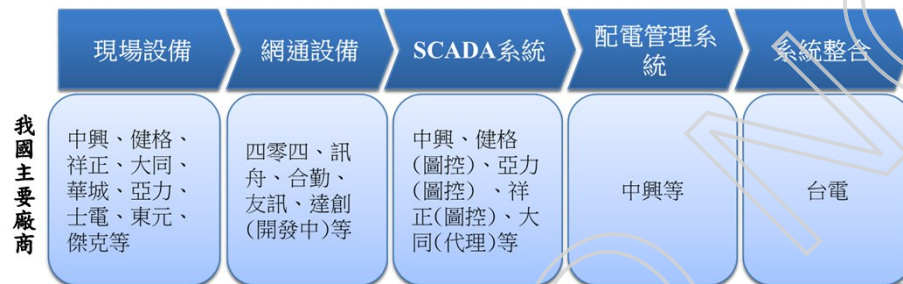 現場設備
網通設備
SCADA系統
配電管理系
統
系統整合
我國主要廠商
中興、健格、
祥正、大同、
華城、亞力、
士電、東元、
傑克等
四零四、訊
舟、合勤、
友訊、達創
(開發中)等
中興、健格
(圖控)、亞力
(圖控) 、祥
正(圖控)、大
同(代理)等
中興等
台電